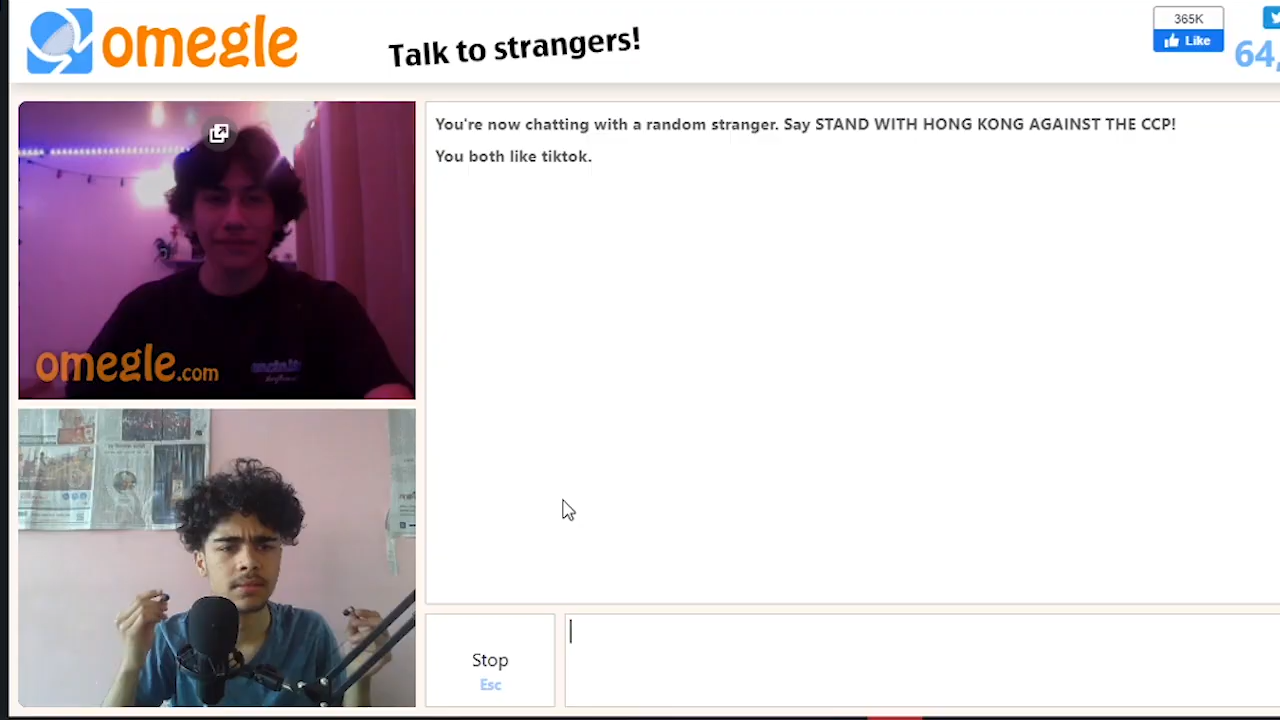 omegle
Talk to strangers!
365K
Like
64,
You're now chatting with a random stranger. Say STAND WITH HONG KONG AGAINST THE CCP!
You both like tiktok.
omegle.com
Stop
Esc